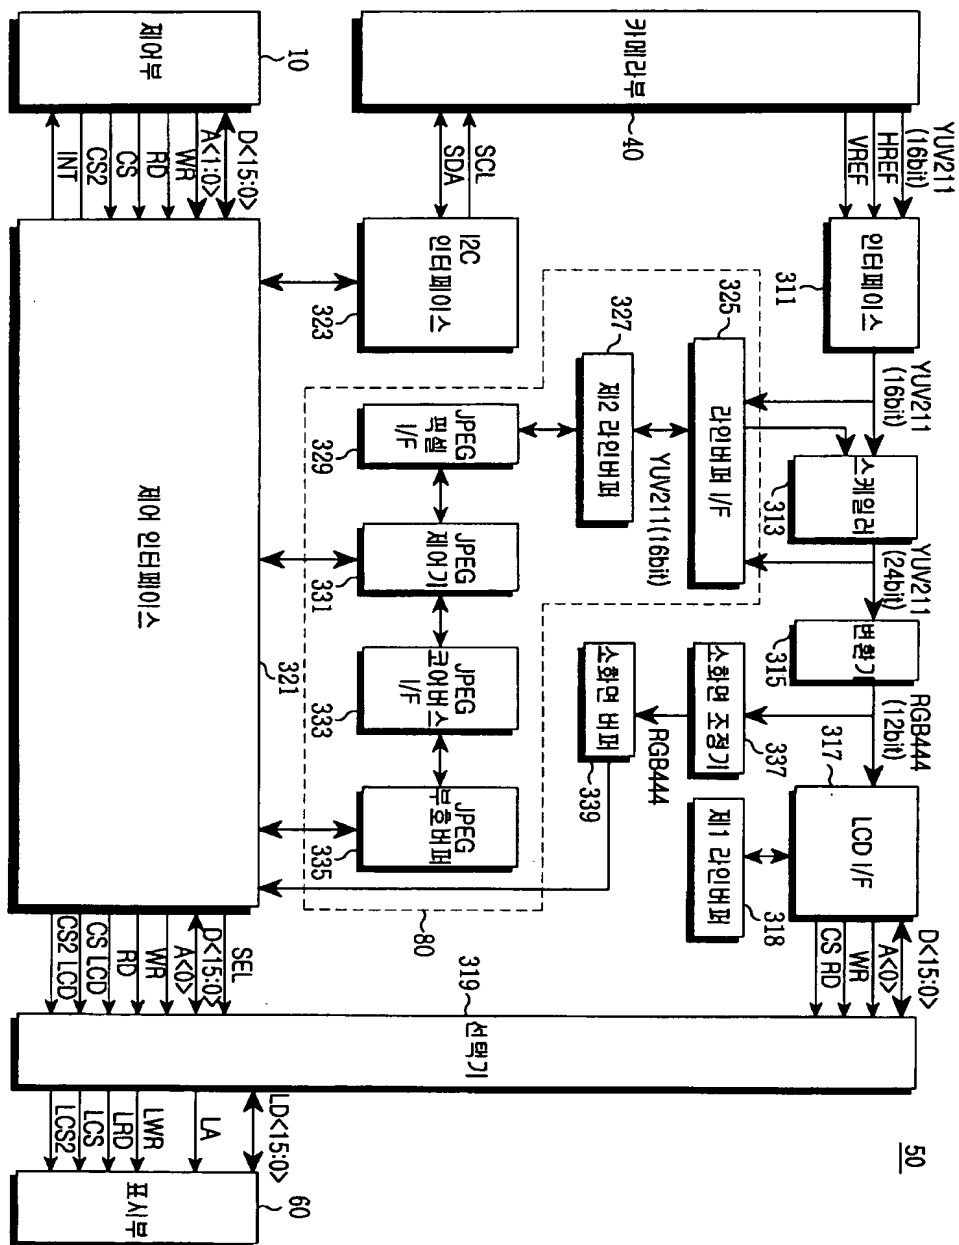 50
카메라부
40
YUV211
(16bit)
HREF
VREF
인터페이스
311
YUV211
(16bit)
스케일러
313
YUV211
(24bit)
변환기
315
RGB444
(12bit)
317
LCD I/F
D<15:0>
A<0>
WR
CS RD
제1 라인버퍼
318
소화면 조정기
337
RGB444
소화면 버퍼
339
325
라인버퍼 I/F
YUV211(16bit)
327
제2 라인버퍼
SCL
SDA
I2C
인터페이스
323
JPEG
픽셀
I/F
329
JPEG
제어기
331
JPEG
코어버스
I/F
333
JPEG
부호버퍼
335
80
제어부
10
D<15:0>
A<1:0>
WR
RD
CS
CS2
INT
제어 인터페이스
321
SEL
D<15:0>
A<0>
WR
RD
CS LCD
CS2 LCD
319
선택기
LD<15:0>
LA
LWR
LRD
LCS
LCS2
표시부
60